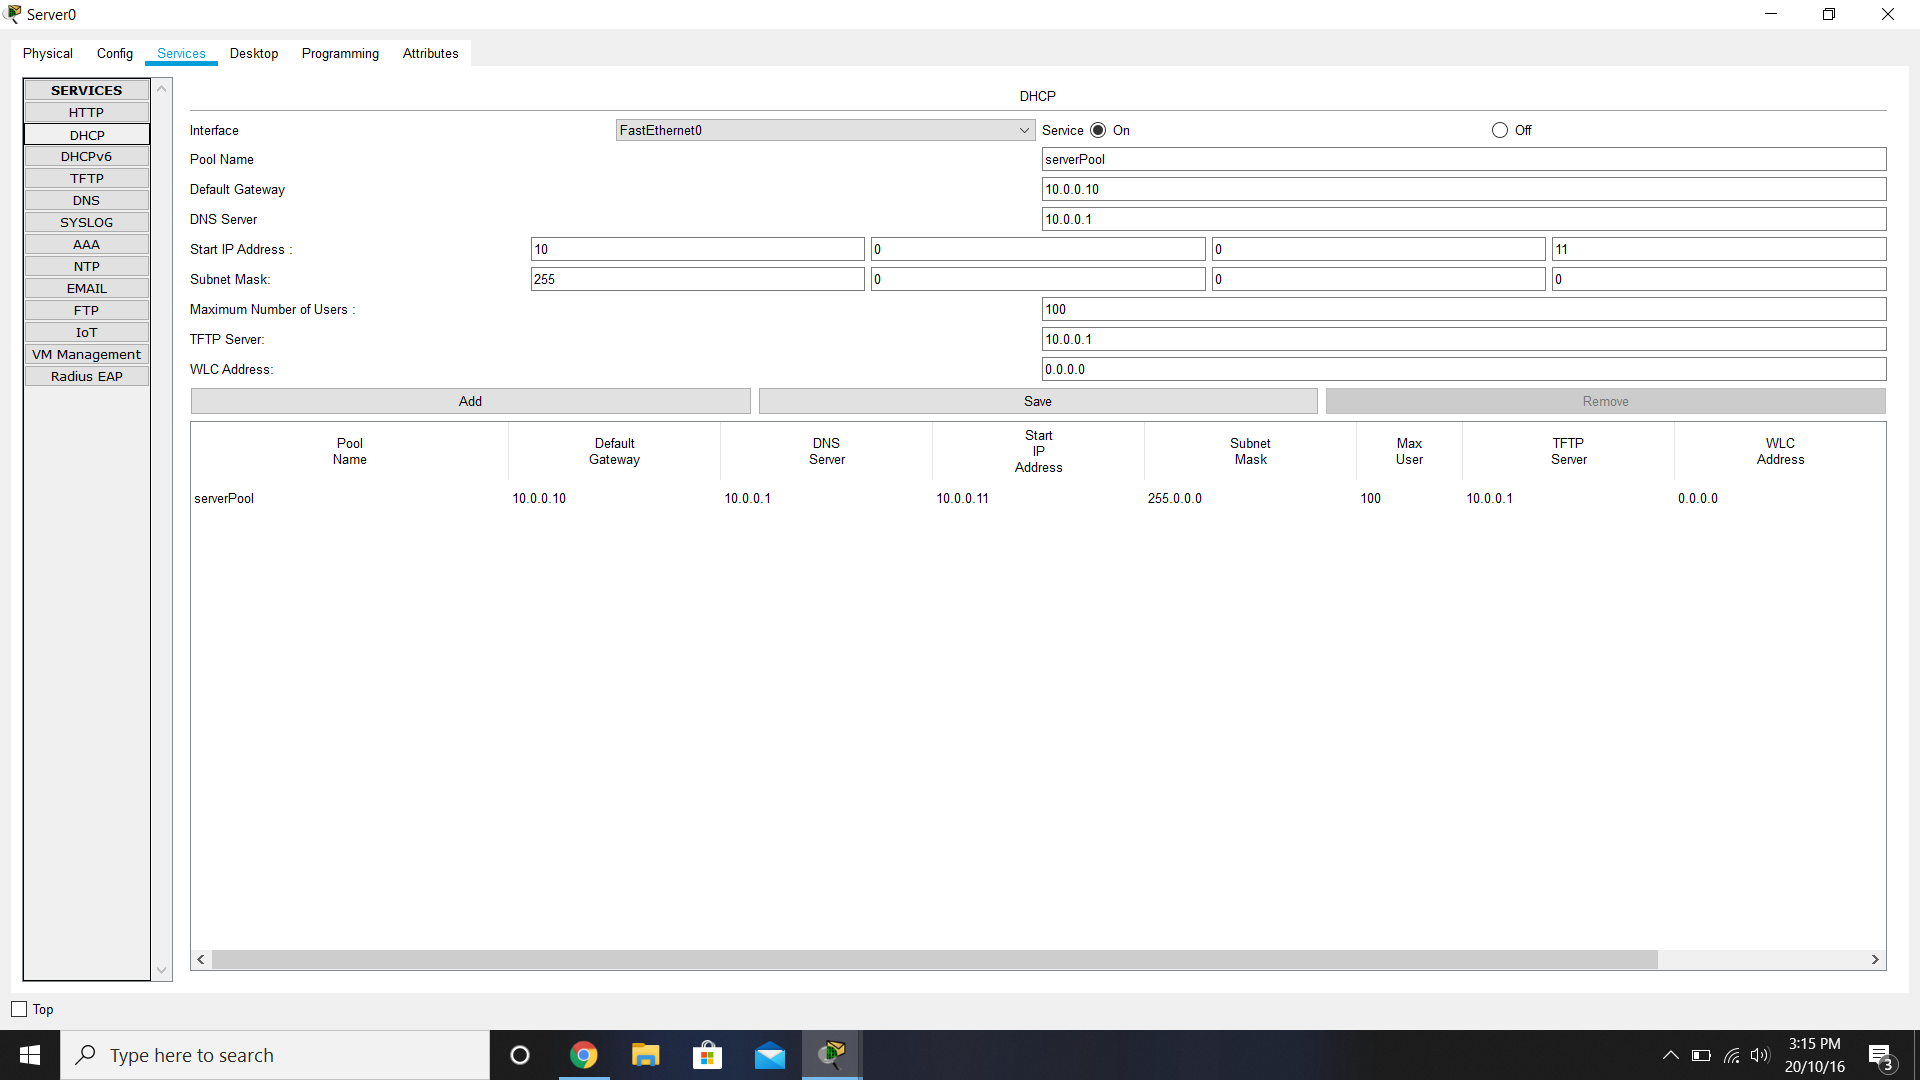 Server0
Physical Config Services Desktop Programming Attributes
SERVICES
HTTP
DHCP
DHCPv6
TFTP
DNS
SYSLOG
AAA
NTP
EMAIL
FTP
IoT
VM Management
Radius EAP
DHCP
Interface FastEthernet0 Service On Off
Pool Name serverPool
Default Gateway 10.0.0.10
DNS Server 10.0.0.1
Start IP Address : 10 0 0 11
Subnet Mask: 255 0 0 0
Maximum Number of Users : 100
TFTP Server: 10.0.0.1
WLC Address: 0.0.0.0
Add Save Remove
Pool Name Default Gateway DNS Server Start IP Address Subnet Mask Max User TFTP Server WLC Address
serverPool 10.0.0.10 10.0.0.1 10.0.0.11 255.0.0.0 100 10.0.0.1 0.0.0.0
Top
Type here to search
3:15 PM
20/10/16
3